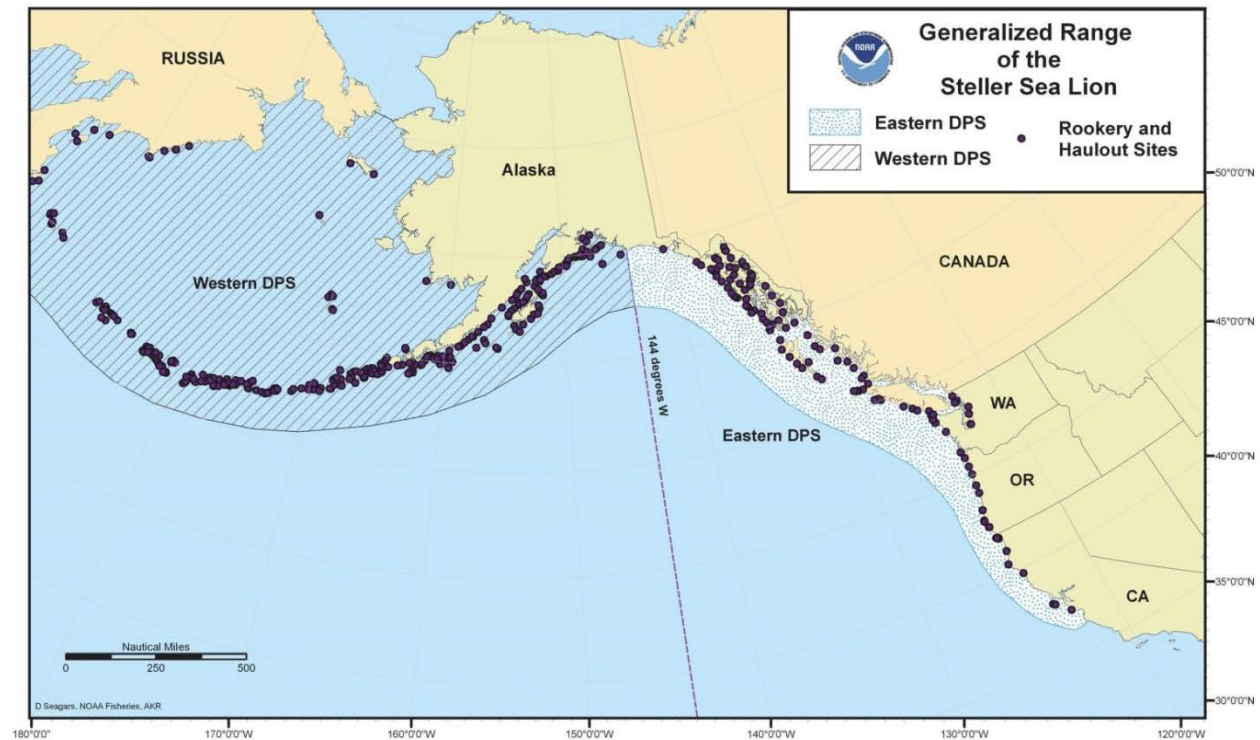 Generalized Range
of the
Steller Sea Lion
NOAA
Eastern DPS
Western DPS
Rookery and
Haulout Sites
RUSSIA
Alaska
CANADA
Western DPS
Eastern DPS
144 degrees W
WA
OR
CA
50°0'0"N
45°0'0"N
40°0'0"N
35°0'0"N
30°0'0"N
Nautical Miles
0 250 500
D Seagars, NOAA Fisheries, AKR
180°0'0"W 170°0'0"W 160°0'0"W 150°0'0"W 140°0'0"W 130°0'0"W 120°0'0"W